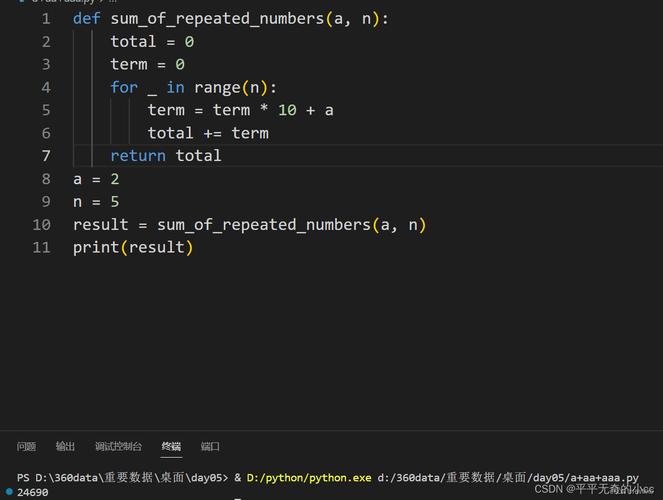 1 def sum_of_repeated_numbers(a, n):
2     total = 0
3     term = 0
4     for _ in range(n):
5         term = term * 10 + a
6         total += term
7     return total
8 a = 2
9 n = 5
10 result = sum_of_repeated_numbers(a, n)
11 print(result)
问题 输出 调试控制台 终端 端口
PS D:\360data\重要数据\桌面\day05> & D:/python/python.exe d:/360data/重要数据/桌面/day05/a+aa+aaa.py
24690
CSDN @平平无奇的小cc